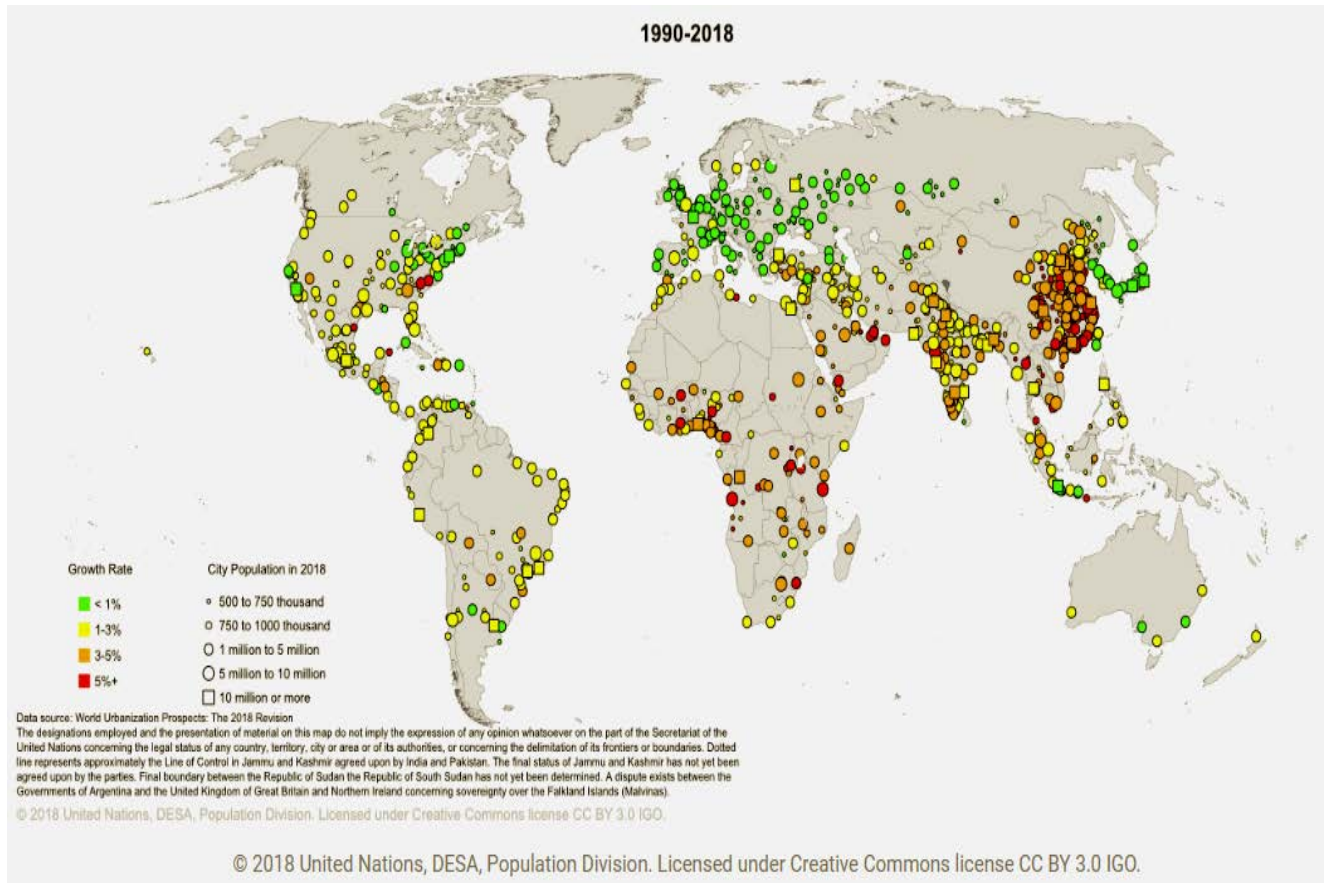 1990-2018
Growth Rate
< 1%
1-3%
3-5%
5%+
City Population in 2018
500 to 750 thousand
750 to 1000 thousand
1 million to 5 million
5 million to 10 million
10 million or more
Data source: World Urbanization Prospects: The 2018 Revision
The designations employed and the presentation of material on this map do not imply the expression of any opinion whatsoever on the part of the Secretariat of the
United Nations concerning the legal status of any country, territory, city or area or of its authorities, or concerning the delimitation of its frontiers or boundaries. Dotted
line represents approximately the Line of Control in Jammu and Kashmir agreed upon by India and Pakistan. The final status of Jammu and Kashmir has not yet been
agreed upon by the parties. Final boundary between the Republic of Sudan the Republic of South Sudan has not yet been determined. A dispute exists between the
Governments of Argentina and the United Kingdom of Great Britain and Northern Ireland concerning sovereignty over the Falkland Islands (Malvinas).
© 2018 United Nations, DESA, Population Division. Licensed under Creative Commons license CC BY 3.0 IGO.
© 2018 United Nations, DESA, Population Division. Licensed under Creative Commons license CC BY 3.0 IGO.